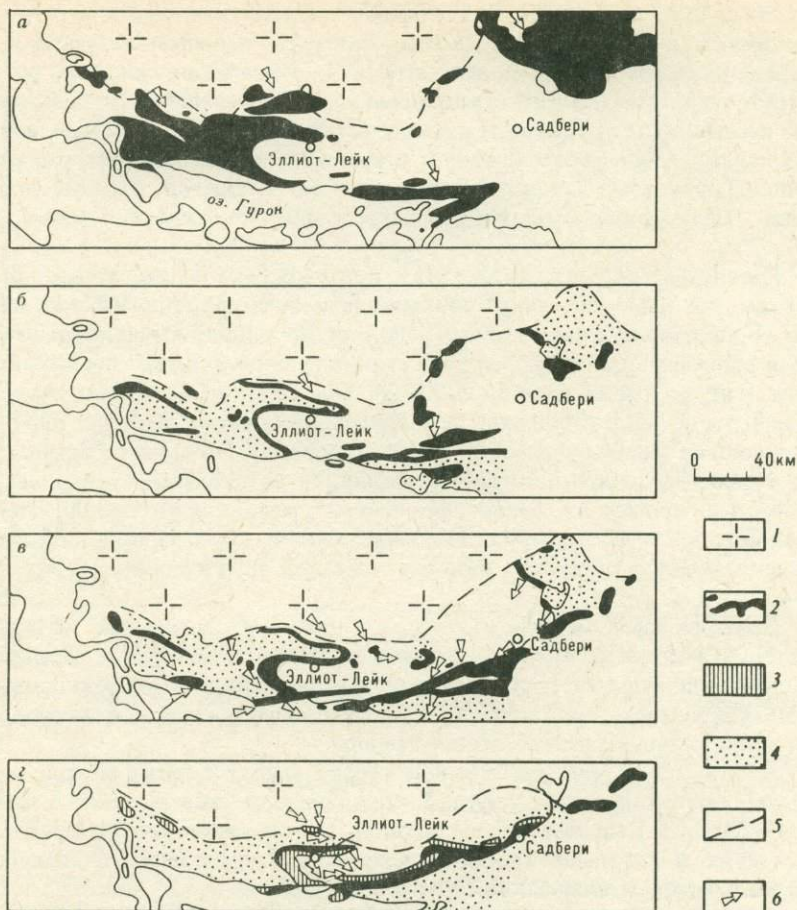 а
Садбери
Эллиот-Лейк
оз. Гурон
б
Садбери
Эллиот-Лейк
0 40км
1
в
Садбери
Эллиот-Лейк
2
3
4
г
Эллиот-Лейк
Садбери
5
6